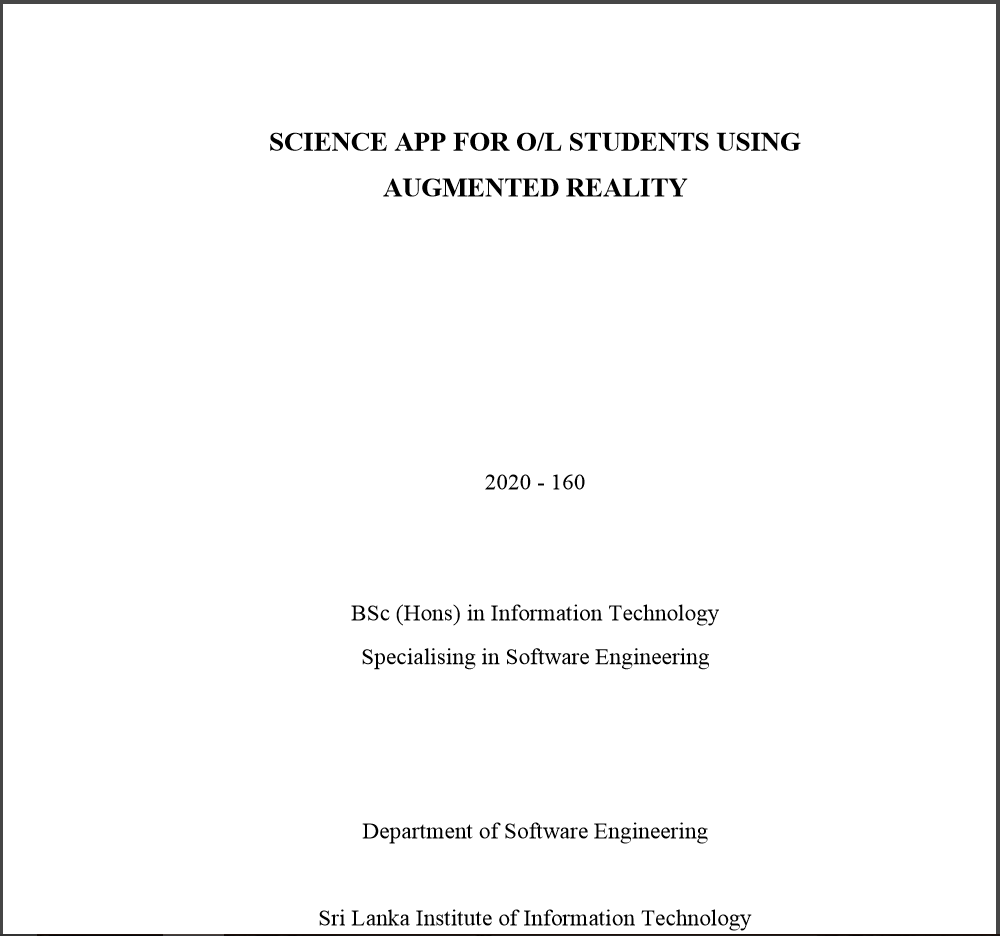 SCIENCE APP FOR O/L STUDENTS USING
AUGMENTED REALITY
2020 - 160
BSc (Hons) in Information Technology
Specialising in Software Engineering
Department of Software Engineering
Sri Lanka Institute of Information Technology